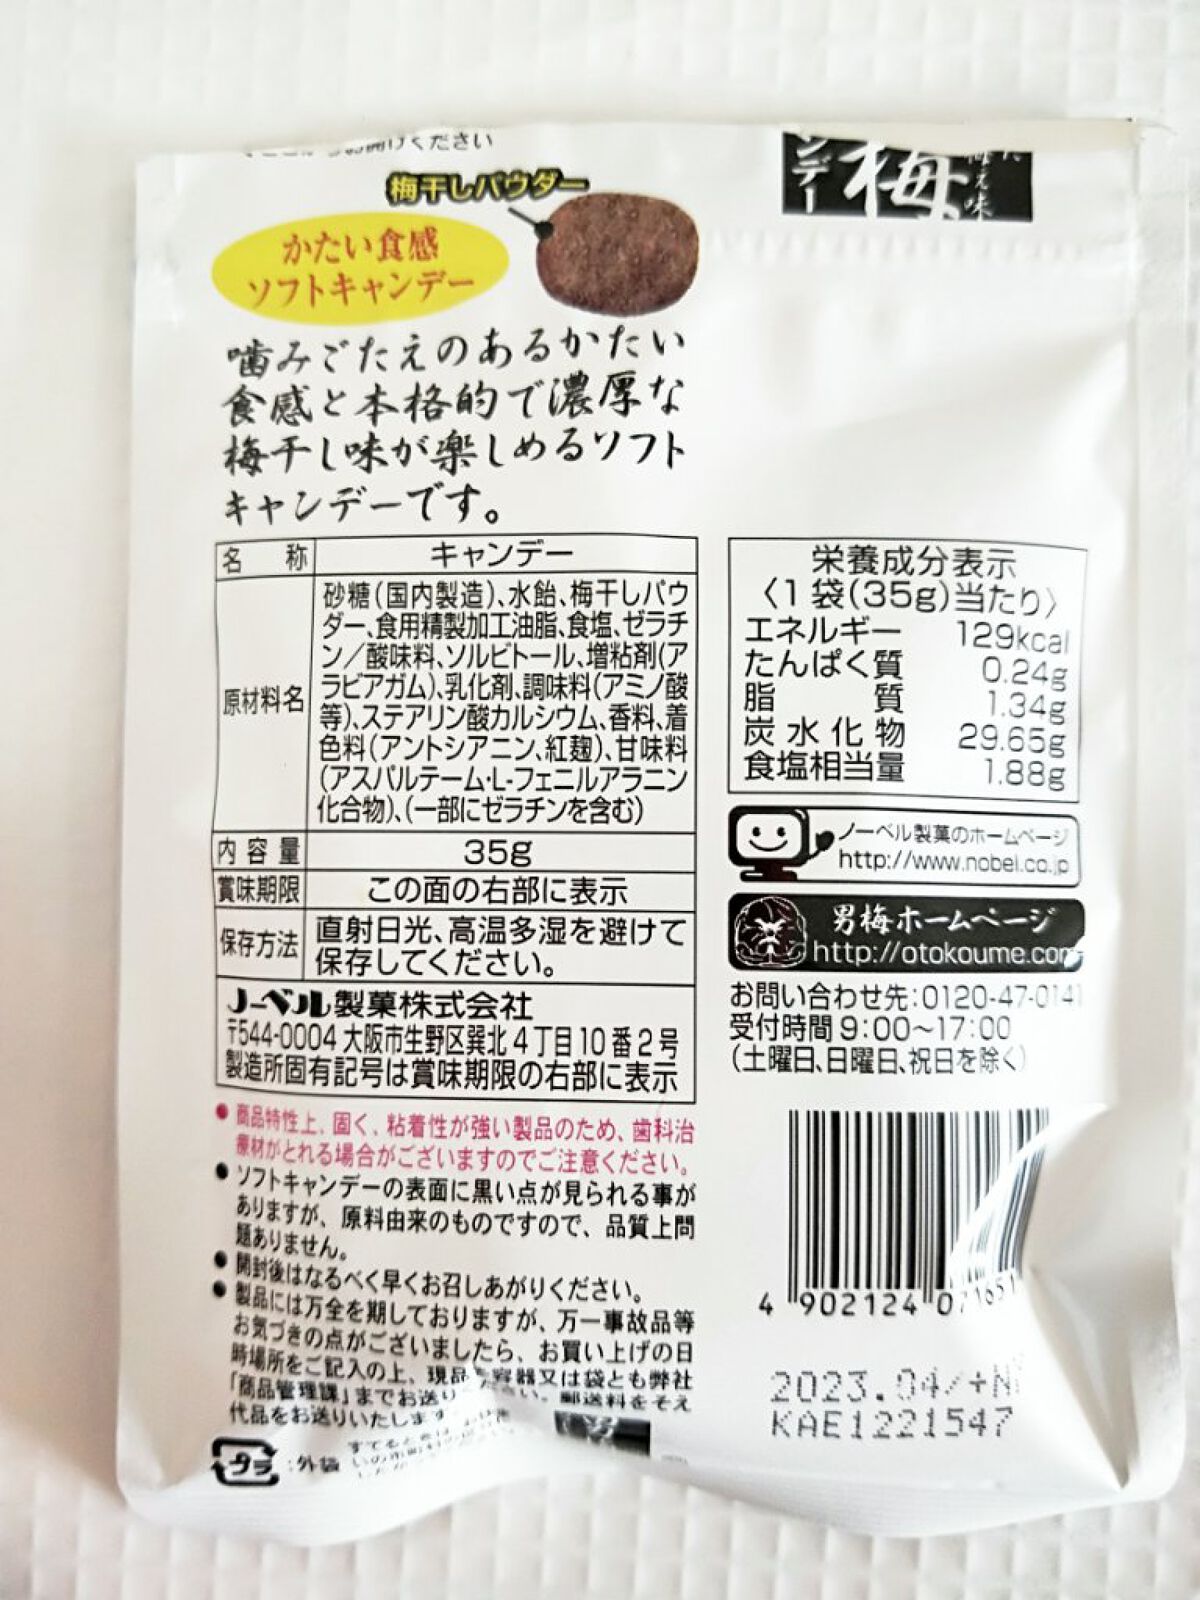 お開けください
ンデー
梅
味
梅干しパウダー
かたい食感
ソフトキャンデー
噛みごたえのあるかたい
食感と本格的で濃厚な
梅干し味が楽しめるソフト
キャンデーです。
名 称 キャンデー
原材料名
砂糖(国内製造)、水飴、梅干しパウ
ダー、食用精製加工油脂、食塩、ゼラチ
ン/酸味料、ソルビトール、増粘剤(ア
ラビアガム)、乳化剤、調味料(アミノ酸
等)、ステアリン酸カルシウム、香料、着
色料(アントシアニン、紅麹)、甘味料
(アスパルテーム・L-フェニルアラニン
化合物)、(一部にゼラチンを含む)
内容量 35g
賞味期限 この面の右部に表示
保存方法
直射日光、高温多湿を避けて
保存してください。
ノーベル製菓株式会社
〒544-0004 大阪市生野区巽北4丁目10番2号
製造所固有記号は賞味期限の右部に表示
●商品特性上、固く、粘着性が強い製品のため、歯科治
療材がとれる場合がございますのでご注意ください。
●ソフトキャンデーの表面に黒い点が見られる事が
ありますが、原料由来のものですので、品質上問
題ありません。
●開封後はなるべく早くお召しあがりください。
●製品には万全を期しておりますが、万一事故品等
お気づきの点がございましたら、お買い上げの日
時場所をご記入の上、現品 容器又は袋とも弊社
「商品管理課」までお送り さい。郵送料をそえ
代品をお送りいたします
プラ :外袋
栄養成分表示
〈1袋(35g)当たり〉
エネルギー 129kcal
たんぱく質 0.24g
脂質 1.34g
炭水化物 29.65g
食塩相当量 1.88g
ノーベル製菓のホームページ
http://www.nobel.co.jp
男梅ホームページ
http://otokoume.com
お問い合わせ先:0120-47-0141
受付時間 9:00〜17:00
(土曜日、日曜日、祝日を除く)
4 902124 071651
2023.04/+N
KAE1221547